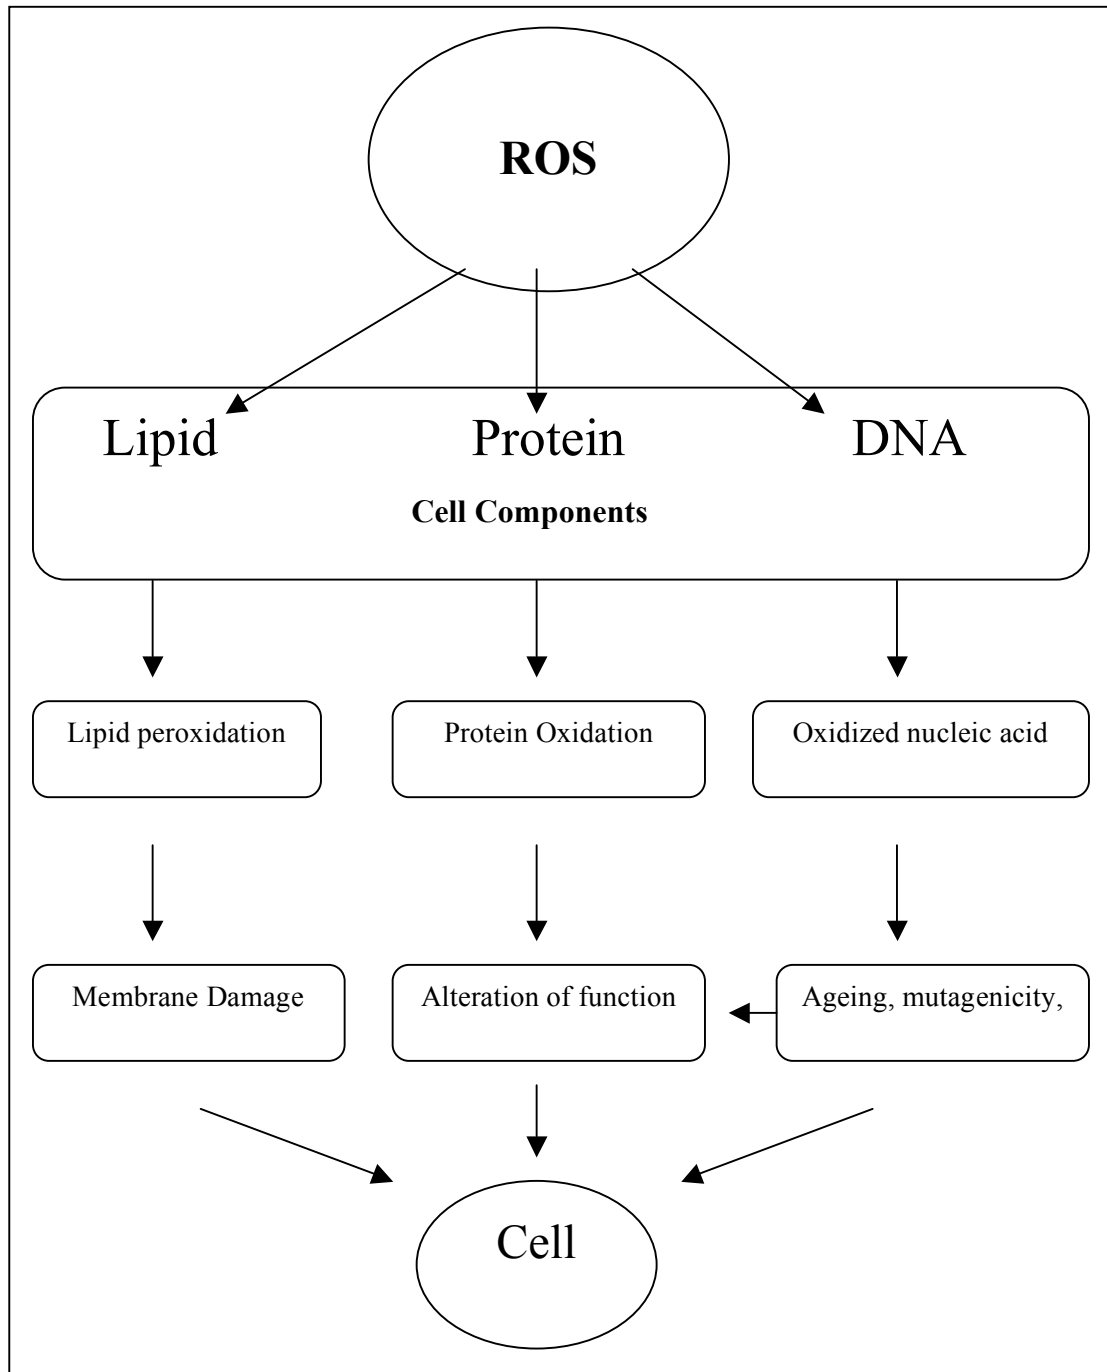 ROS
Lipid Protein DNA
Cell Components
Lipid peroxidation
Protein Oxidation
Oxidized nucleic acid
Membrane Damage
Alteration of function
Ageing, mutagenicity,
Cell